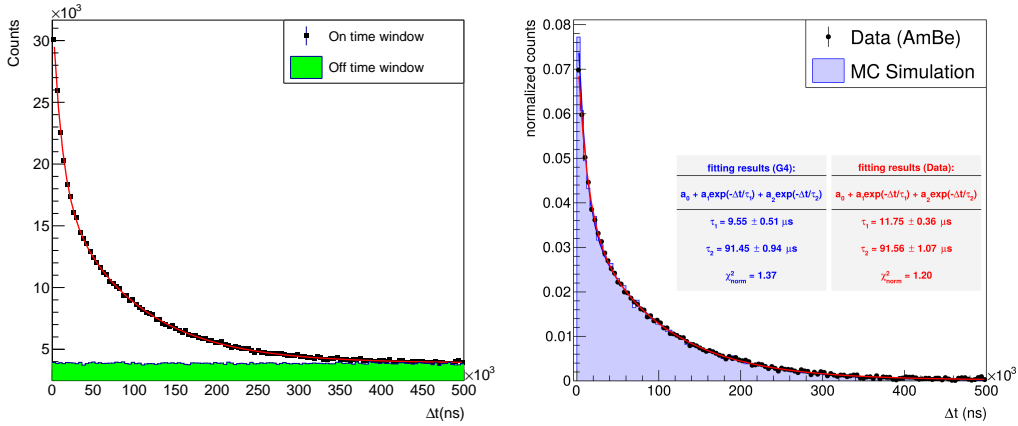 ×10³
Counts
30
25
20
15
10
5
On time window
Off time window
0 50 100 150 200 250 300 350 400 450 500
×10³
Δt(ns)
normalized counts
0.08
0.07
0.06
0.05
0.04
0.03
0.02
0.01
0
Data (AmBe)
MC Simulation
fitting results (G4):
a₀ + a₁exp(-Δt/τ₁) + a₂exp(-Δt/τ₂)
τ₁ = 9.55 ± 0.51 μs
τ₂ = 91.45 ± 0.94 μs
χ²norm = 1.37
fitting results (Data):
a₀ + a₁exp(-Δt/τ₁) + a₂exp(-Δt/τ₂)
τ₁ = 11.75 ± 0.36 μs
τ₂ = 91.56 ± 1.07 μs
χ²norm = 1.20
0 100 200 300 400 500
×10³
Δt (ns)